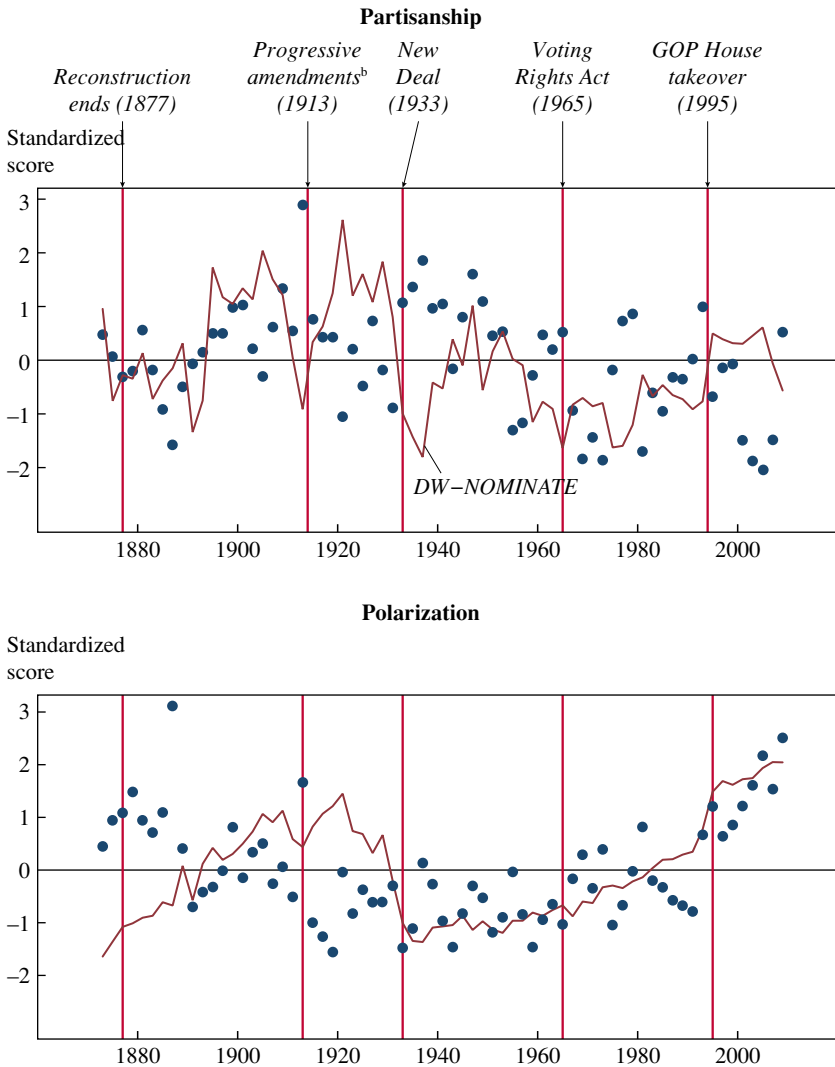 Partisanship
Reconstruction
ends (1877)
Progressive
amendmentsᵇ
(1913)
New
Deal
(1933)
Voting
Rights Act
(1965)
GOP House
takeover
(1995)
Standardized
score
3
2
1
0
–1
–2
DW–NOMINATE
1880 1900 1920 1940 1960 1980 2000
Polarization
Standardized
score
3
2
1
0
–1
–2
1880 1900 1920 1940 1960 1980 2000